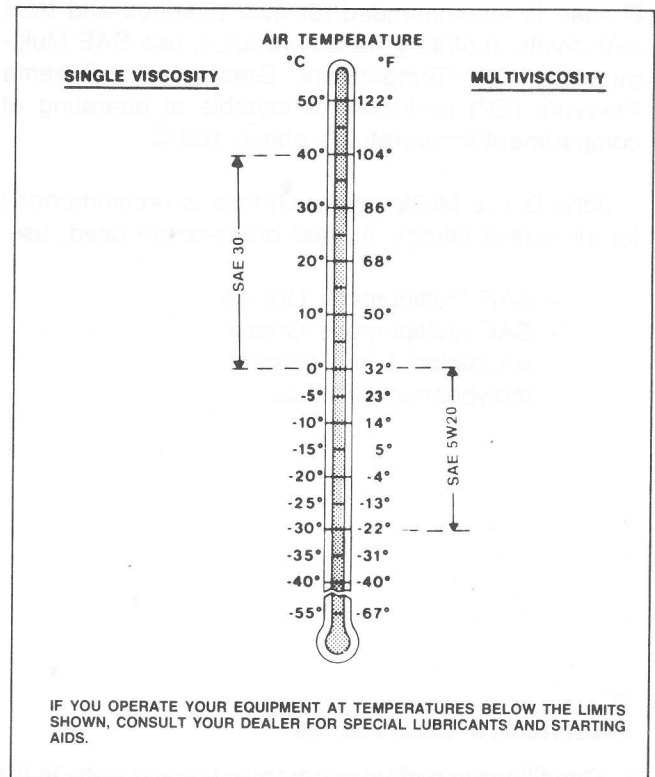 AIR TEMPERATURE
°C °F
SINGLE VISCOSITY MULTIVISCOSITY
50° 122°
40° 104°
30° 86°
20° 68°
10° 50°
0° 32°
-5° 23°
-10° 14°
-15° 5°
-20° -4°
-25° -13°
-30° -22°
-35° -31°
-40° -40°
-55° -67°
SAE 30
SAE 5W20
IF YOU OPERATE YOUR EQUIPMENT AT TEMPERATURES BELOW THE LIMITS
SHOWN, CONSULT YOUR DEALER FOR SPECIAL LUBRICANTS AND STARTING
AIDS.